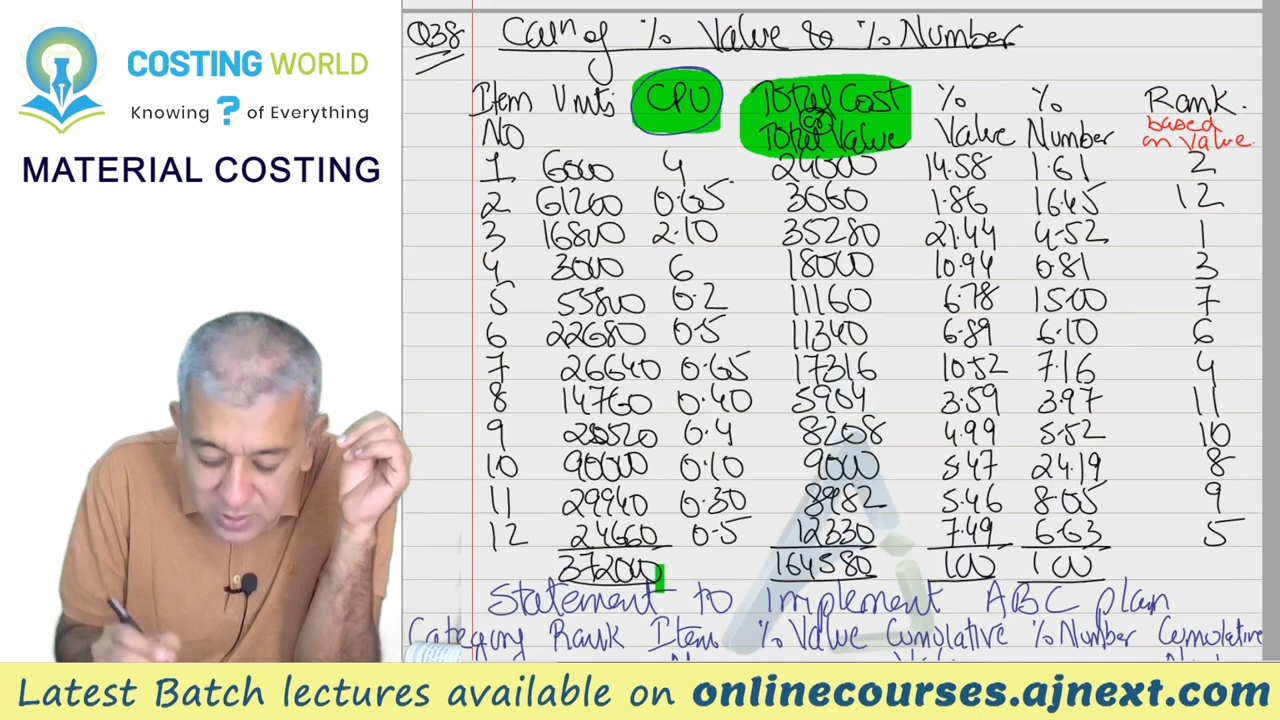 COSTING WORLD
Knowing ? of Everything
MATERIAL COSTING
Q38 Caln of % Value & % Number
Item Units CPU Total Cost % % Rank
No or Total Value Value Number based on Value
1 6000 4 24000 14.58 1.61 2
2 61200 0.05 3060 1.86 16.45 12
3 16800 2.10 35280 21.44 4.52 1
4 3000 6 18000 10.94 0.81 3
5 55800 0.2 11160 6.78 15.00 7
6 22680 0.5 11340 6.89 6.10 6
7 26640 0.65 17316 10.52 7.16 4
8 14760 0.40 5904 3.59 3.97 11
9 20520 0.4 8208 4.99 5.52 10
10 90000 0.10 9000 5.47 24.19 8
11 29940 0.30 8982 5.46 8.05 9
12 24660 0.5 12330 7.49 6.63 5
372000 164580 100 100
Statement to Implement ABC plan
Category Rank Item % Value Cumulative % Number Cumulative
Latest Batch lectures available on onlinecourses.ajnext.com